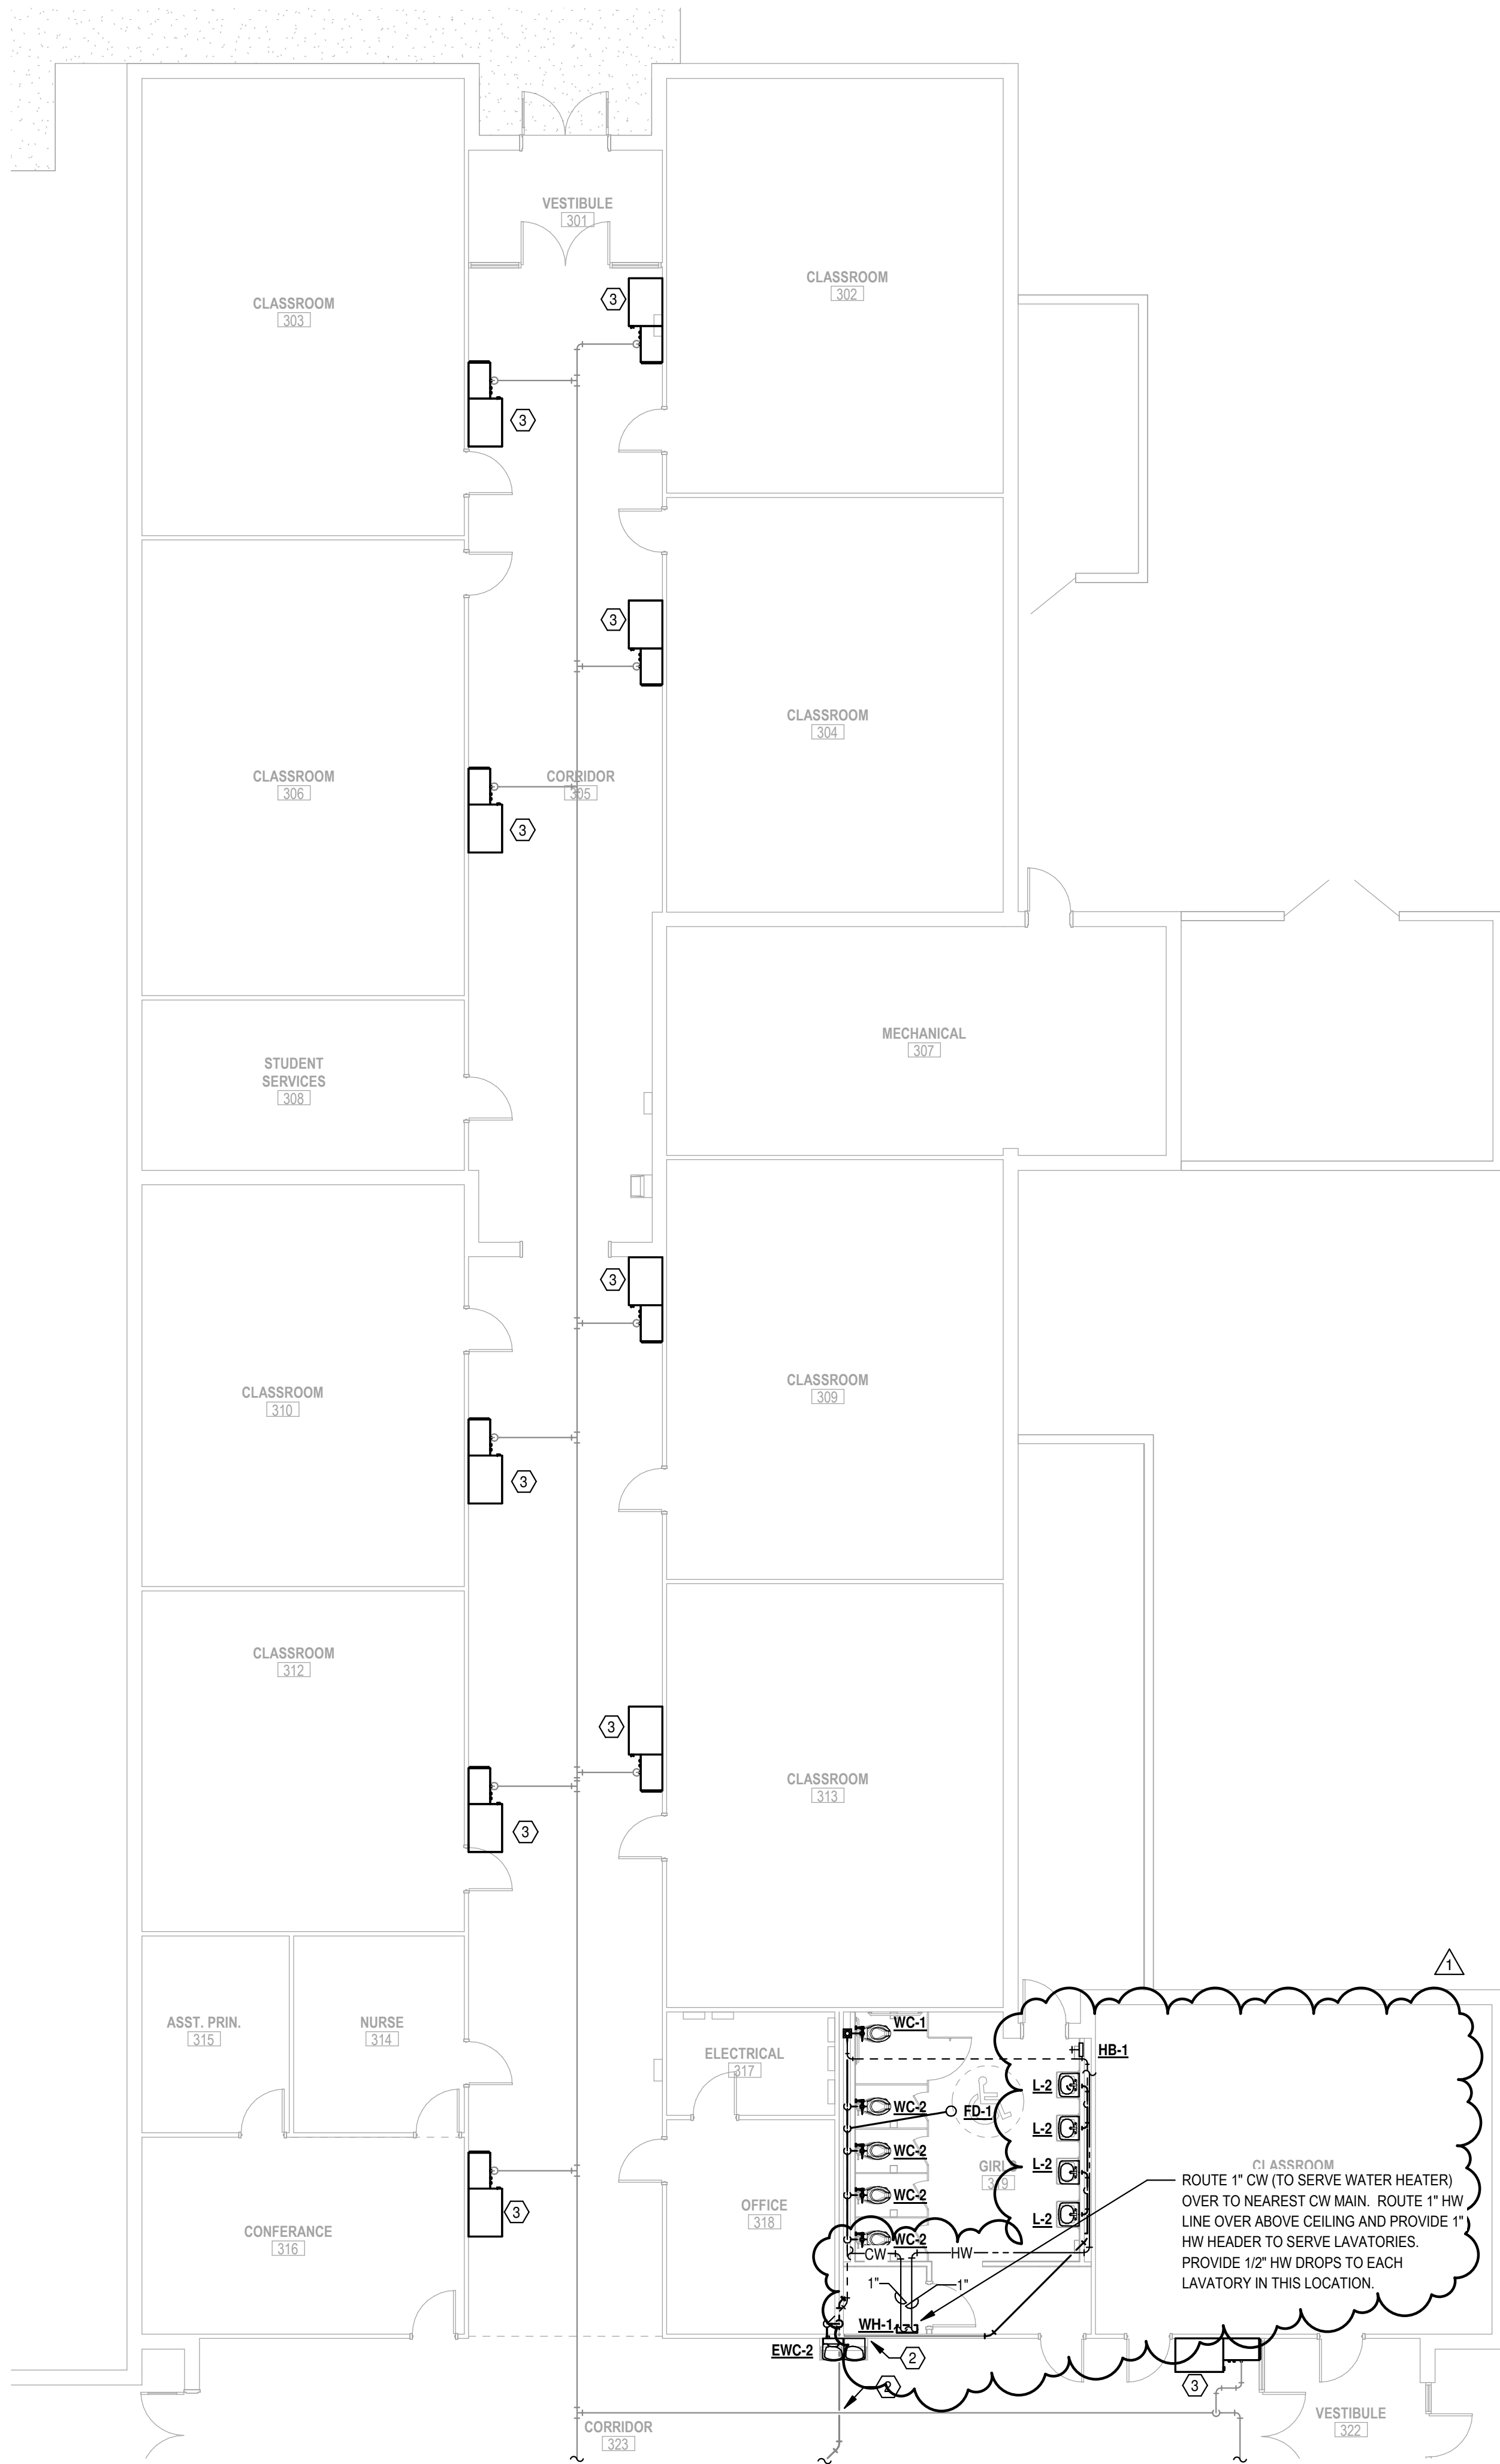 VESTIBULE
301
CLASSROOM
302
CLASSROOM
303
3
3
3
CLASSROOM
304
CLASSROOM
306
CORRIDOR
305
3
MECHANICAL
307
STUDENT
SERVICES
308
3
CLASSROOM
309
CLASSROOM
310
3
CLASSROOM
312
3
CLASSROOM
313
3
1
ASST. PRIN.
315
NURSE
314
ELECTRICAL
317
WC-1
HB-1
L-2
WC-2
FD-1
L-2
WC-2
GIRLS
319
L-2
CLASSROOM
ROUTE 1" CW (TO SERVE WATER HEATER)
OVER TO NEAREST CW MAIN. ROUTE 1" HW
LINE OVER ABOVE CEILING AND PROVIDE 1"
HW HEADER TO SERVE LAVATORIES.
PROVIDE 1/2" HW DROPS TO EACH
LAVATORY IN THIS LOCATION.
WC-2
OFFICE
318
L-2
3
CONFERANCE
316
WC-2
CW
HW
1"
1"
WH-1
EWC-2
2
2
3
CORRIDOR
323
VESTIBULE
322